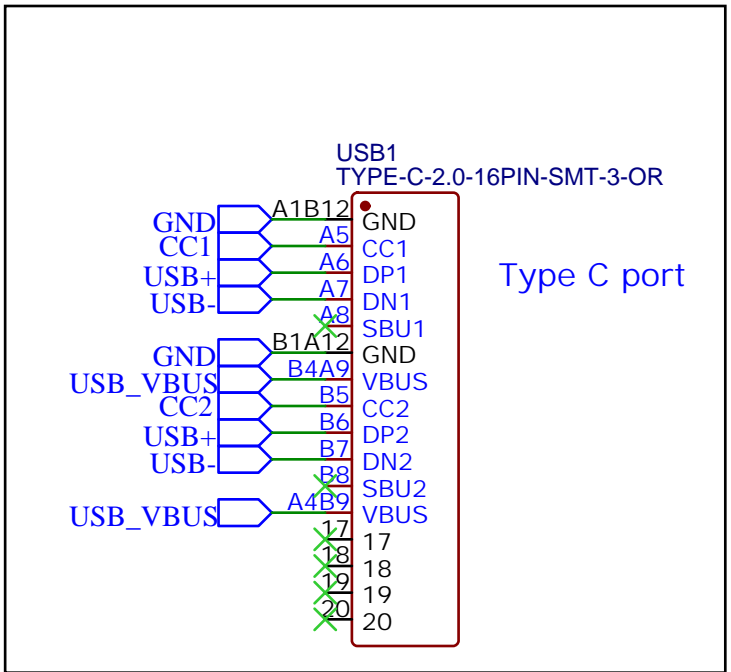 USB1
TYPE-C-2.0-16PIN-SMT-3-OR
GND A1B12 GND
CC1 A5 CC1
USB+ A6 DP1
USB- A7 DN1
A8 SBU1
GND B1A12 GND
USB_VBUS B4A9 VBUS
CC2 B5 CC2
USB+ B6 DP2
USB- B7 DN2
B8 SBU2
USB_VBUS A4B9 VBUS
17 17
18 18
19 19
20 20
Type C port